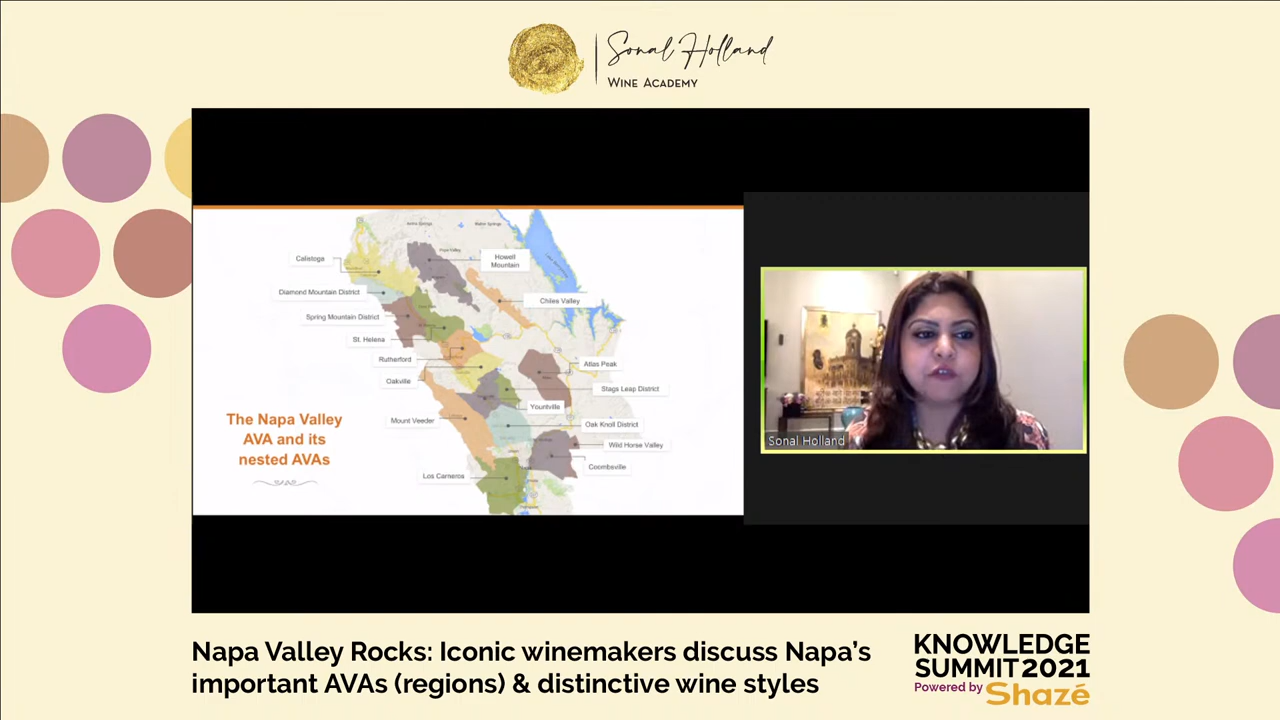 Sonal Holland
WINE ACADEMY
Calistoga
Howell
Mountain
Diamond Mountain District
Chiles Valley
Spring Mountain District
St. Helena
Rutherford
Atlas Peak
Oakville
Stags Leap District
Yountville
Mount Veeder
Oak Knoll District
Wild Horse Valley
Coombsville
Los Carneros
The Napa Valley
AVA and its
nested AVAs
Sonal Holland
Napa Valley Rocks: Iconic winemakers discuss Napa's
important AVAs (regions) & distinctive wine styles
KNOWLEDGE
SUMMIT2021
Powered by Shazé